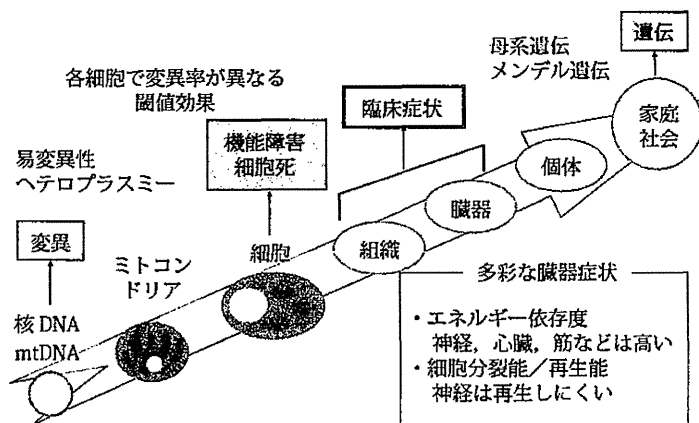 遺伝
母系遺伝
メンデル遺伝
各細胞で変異率が異なる
閾値効果
臨床症状
家庭
社会
機能障害
細胞死
易変異性
ヘテロプラスミー
個体
臓器
変異
細胞
組織
ミトコン
ドリア
多彩な臓器症状
核DNA
mtDNA
・エネルギー依存度
神経，心臓，筋などは高い
・細胞分裂能／再生能
神経は再生しにくい